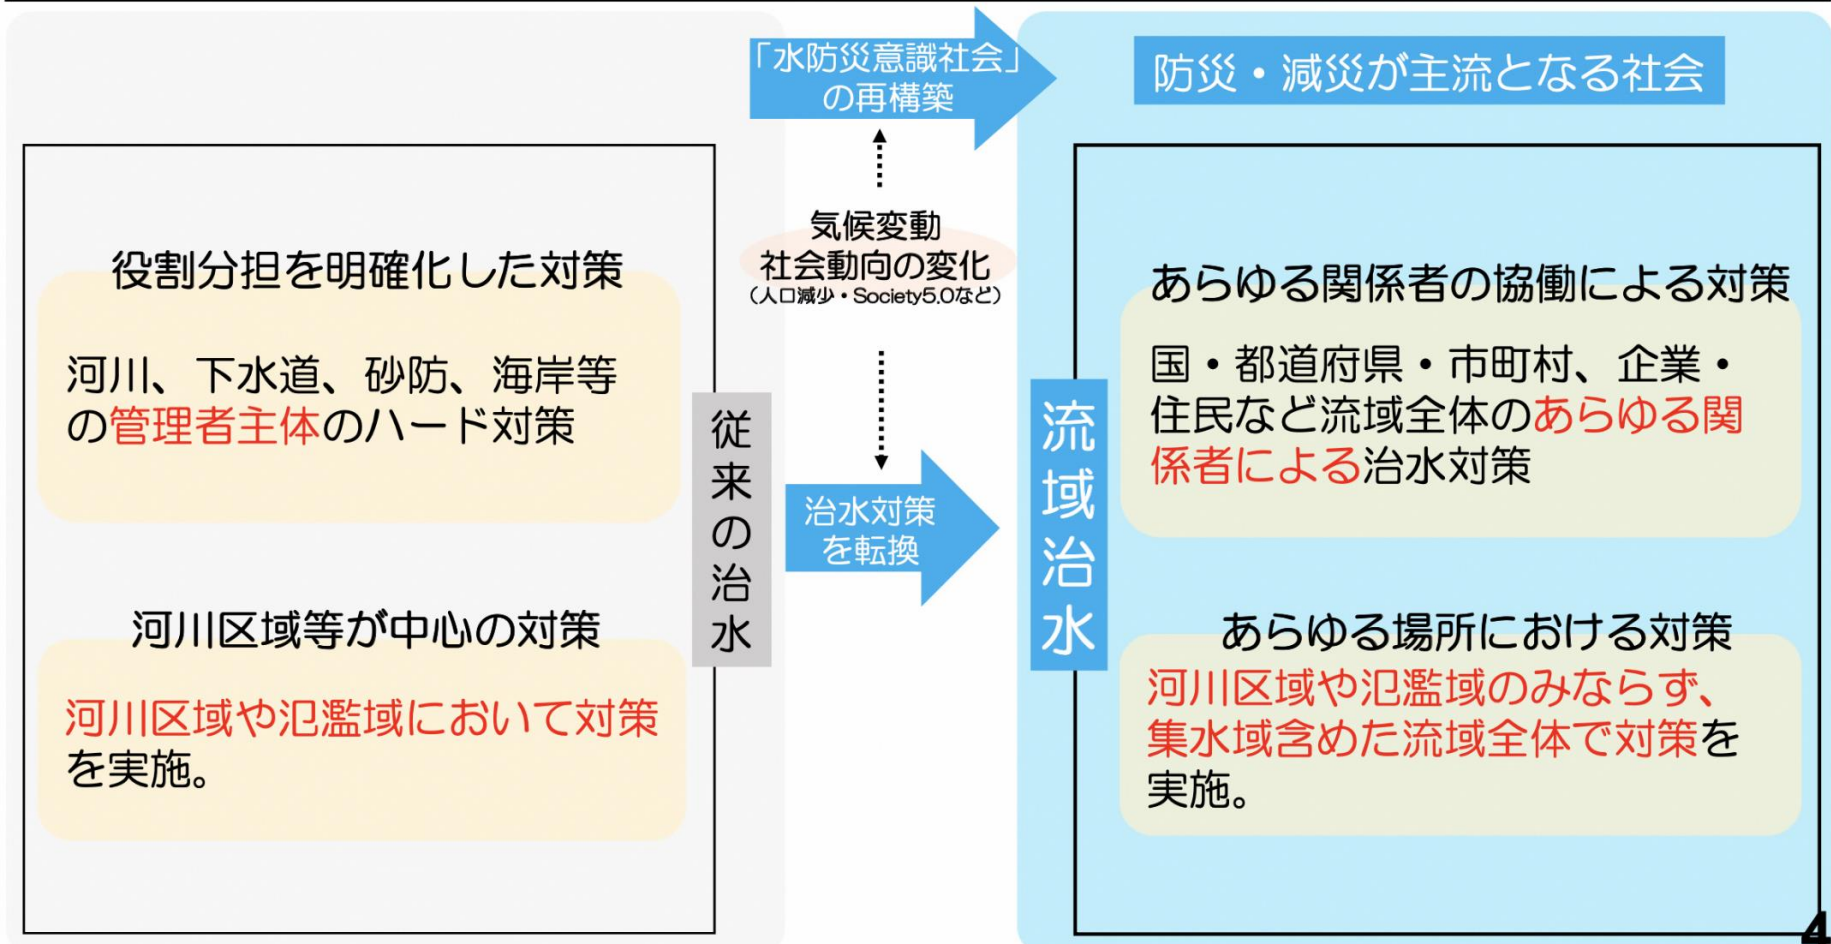 「水防災意識社会」
の再構築
防災・減災が主流となる社会
役割分担を明確化した対策
河川、下水道、砂防、海岸等
の管理者主体のハード対策
河川区域等が中心の対策
河川区域や氾濫域において対策
を実施。
従来の治水
気候変動
社会動向の変化
（人口減少・Society5.0など）
治水対策
を転換
流域治水
あらゆる関係者の協働による対策
国・都道府県・市町村、企業・
住民など流域全体のあらゆる関
係者による治水対策
あらゆる場所における対策
河川区域や氾濫域のみならず、
集水域含めた流域全体で対策を
実施。
4